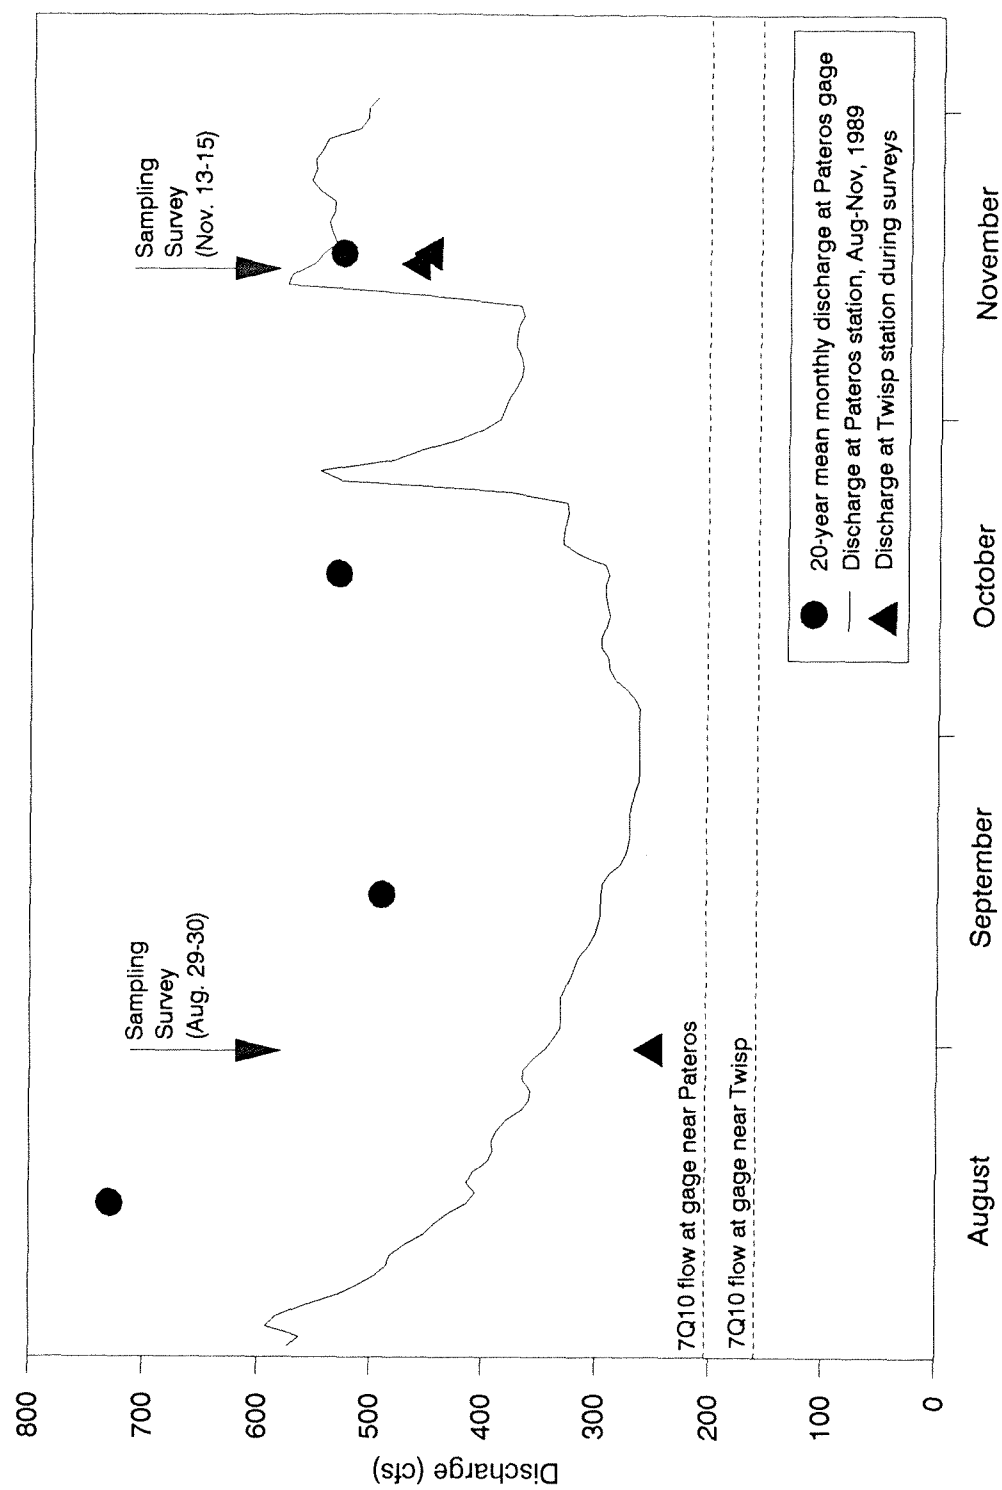 Discharge (cfs)
800
700
600
500
400
300
200
100
0
Sampling
Survey
(Aug. 29-30)
Sampling
Survey
(Nov. 13-15)
7Q10 flow at gage near Pateros
7Q10 flow at gage near Twisp
20-year mean monthly discharge at Pateros gage
Discharge at Pateros station, Aug-Nov, 1989
Discharge at Twisp station during surveys
August
September
October
November